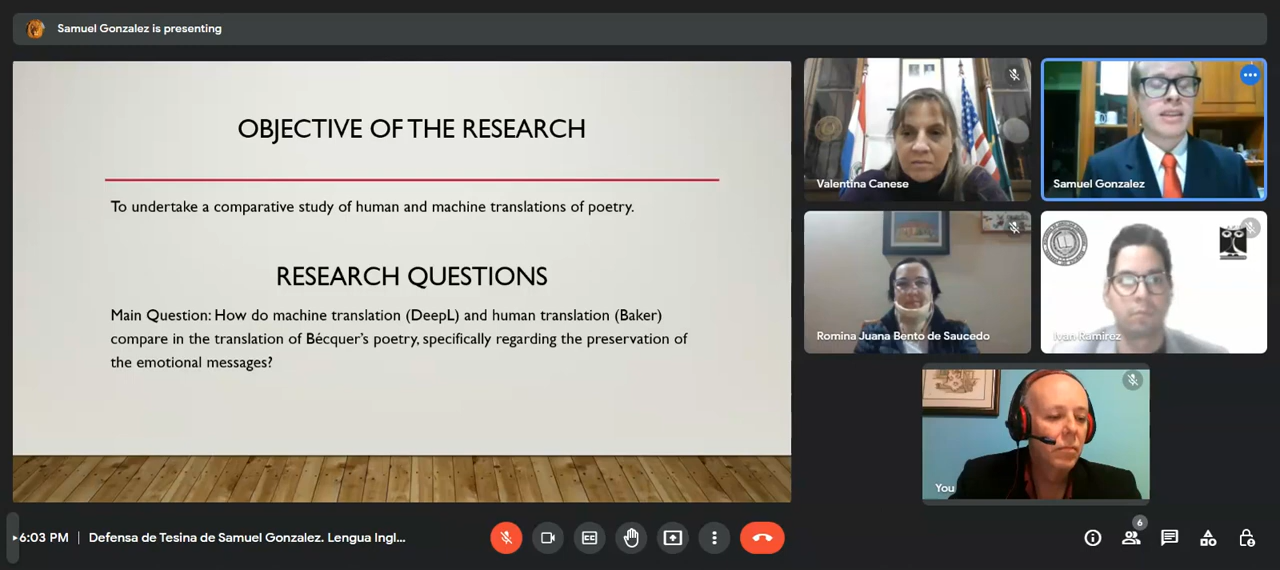 Samuel Gonzalez is presenting
OBJECTIVE OF THE RESEARCH
To undertake a comparative study of human and machine translations of poetry.
RESEARCH QUESTIONS
Main Question: How do machine translation (DeepL) and human translation (Baker)
compare in the translation of Bécquer's poetry, specifically regarding the preservation of
the emotional messages?
Valentina Canese
Samuel Gonzalez
Romina Juana Bento de Saucedo
Ivan Ramirez
You
6:03 PM | Defensa de Tesina de Samuel Gonzalez. Lengua Ingl...
CC
6